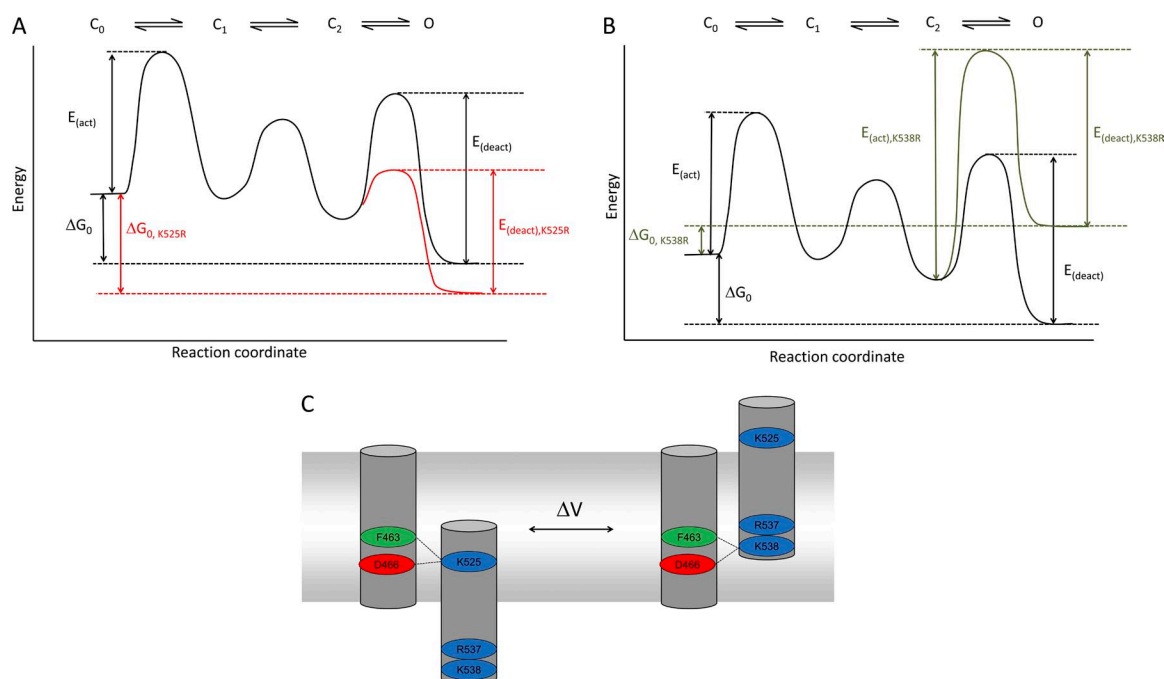 A
C₀ C₁ C₂ O
Energy
E(act)
E(deact)
ΔG₀
ΔG₀, K525R
E(deact),K525R
Reaction coordinate
B
C₀ C₁ C₂ O
Energy
E(act)
E(act),K538R
E(deact),K538R
ΔG₀, K538R
ΔG₀
E(deact)
Reaction coordinate
C
F463
D466
K525
R537
K538
ΔV
K525
F463
D466
R537
K538